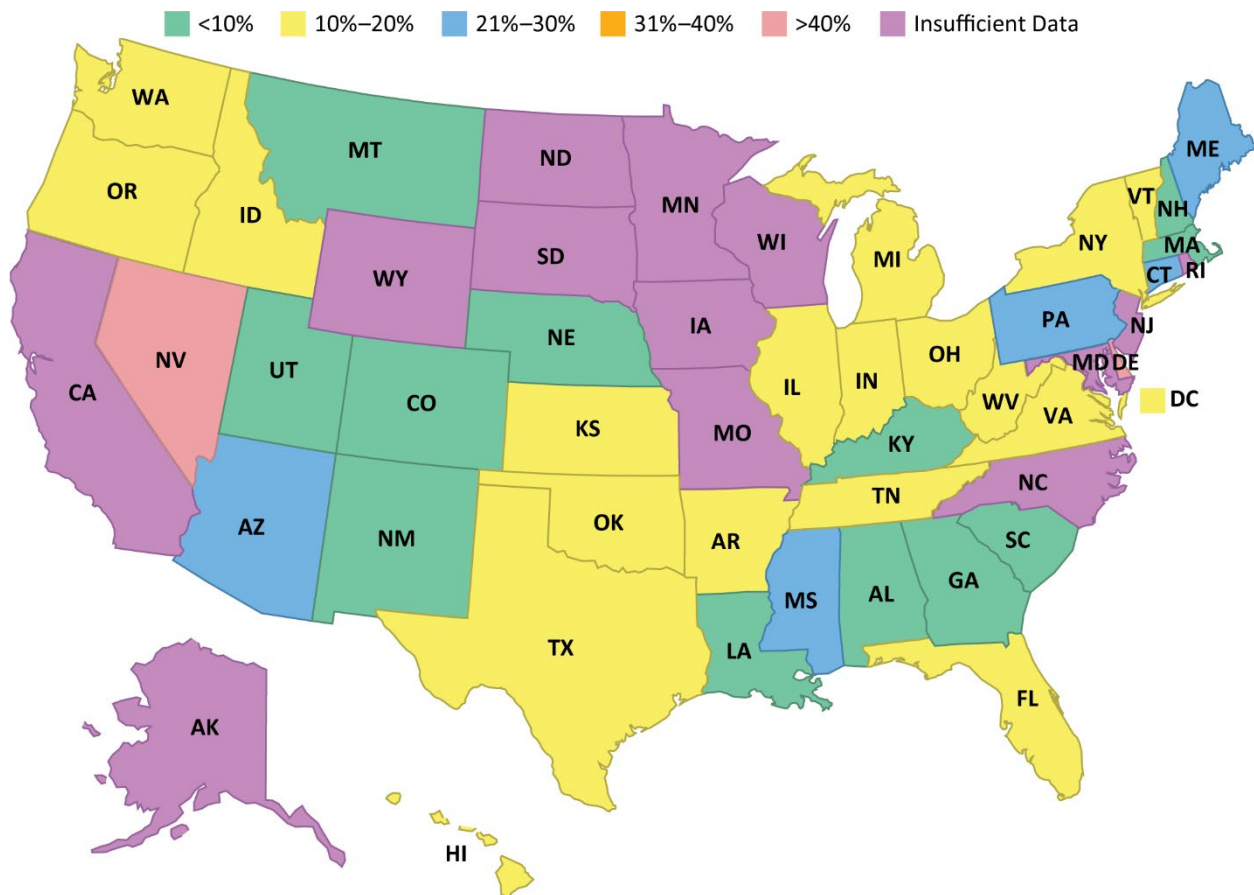 <10% 10%–20% 21%–30% 31%–40% >40% Insufficient Data
WA
MT
ND
ME
OR
ID
MN
VT
NH
SD
WI
NY
MA
WY
MI
CT
RI
NE
IA
PA
NJ
NV
UT
OH
MD
DE
CA
CO
IL
IN
WV
DC
KS
MO
VA
KY
NC
TN
AZ
NM
OK
AR
SC
MS
AL
GA
TX
LA
FL
AK
HI